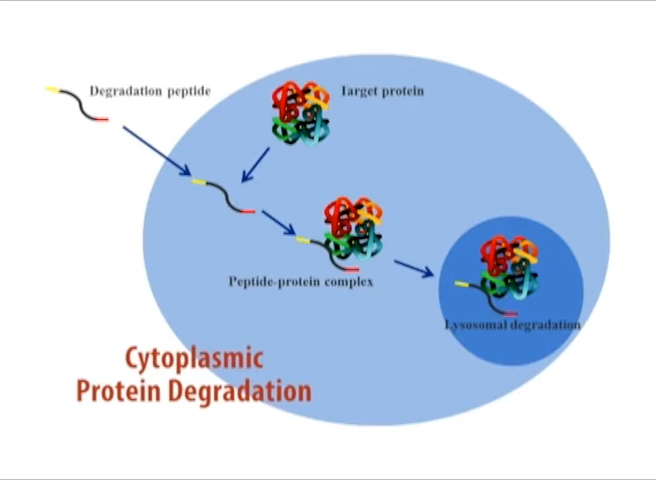 Degradation peptide
Target protein
Peptide-protein complex
Lysosomal degradation
Cytoplasmic
Protein Degradation